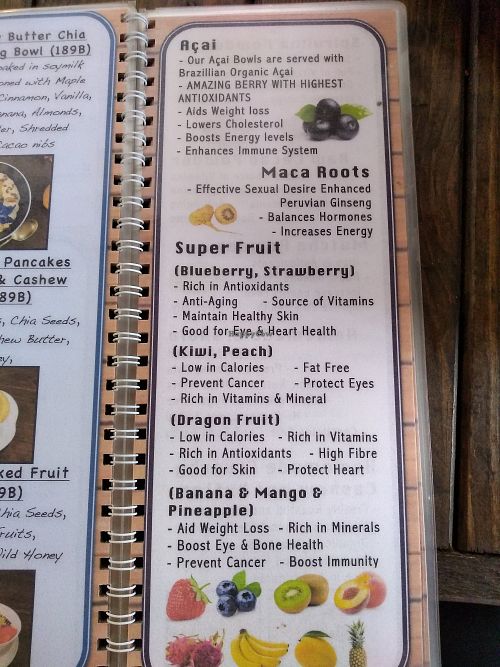 Butter Chia
g Bowl (189B)
oaked in soymilk
oned with Maple
Cinnamon, Vanilla,
anana, Almonds,
er, Shredded
Cacao nibs
Pancakes
& Cashew
89B)
s, Chia Seeds,
hew Butter,
ey,
xed Fruit
9B)
hia Seeds,
ruits,
ild Honey
Açai
- Our Açai Bowls are served with
Brazillian Organic Açai
- AMAZING BERRY WITH HIGHEST
ANTIOXIDANTS
- Aids Weight loss
- Lowers Cholesterol
- Boosts Energy levels
- Enhances Immune System
Maca Roots
- Effective Sexual Desire Enhanced
Peruvian Ginseng
- Balances Hormones
- Increases Energy
Super Fruit
(Blueberry, Strawberry)
- Rich in Antioxidants
- Anti-Aging - Source of Vitamins
- Maintain Healthy Skin
- Good for Eye & Heart Health
(Kiwi, Peach)
- Low in Calories - Fat Free
- Prevent Cancer - Protect Eyes
- Rich in Vitamins & Mineral
(Dragon Fruit)
- Low in Calories - Rich in Vitamins
- Rich in Antioxidants - High Fibre
- Good for Skin - Protect Heart
(Banana & Mango &
Pineapple)
- Aid Weight Loss - Rich in Minerals
- Boost Eye & Bone Health
- Prevent Cancer - Boost Immunity